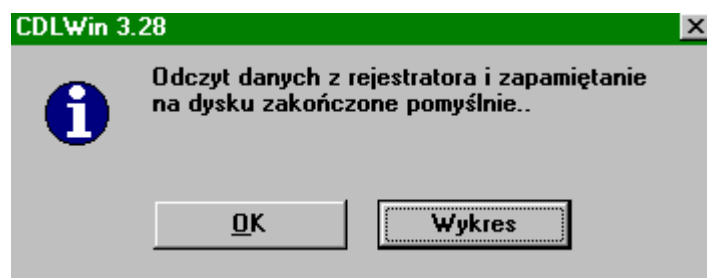 CDLWin 3.28
Odczyt danych z rejestratora i zapamiętanie
na dysku zakończone pomyślnie..
OK
Wykres